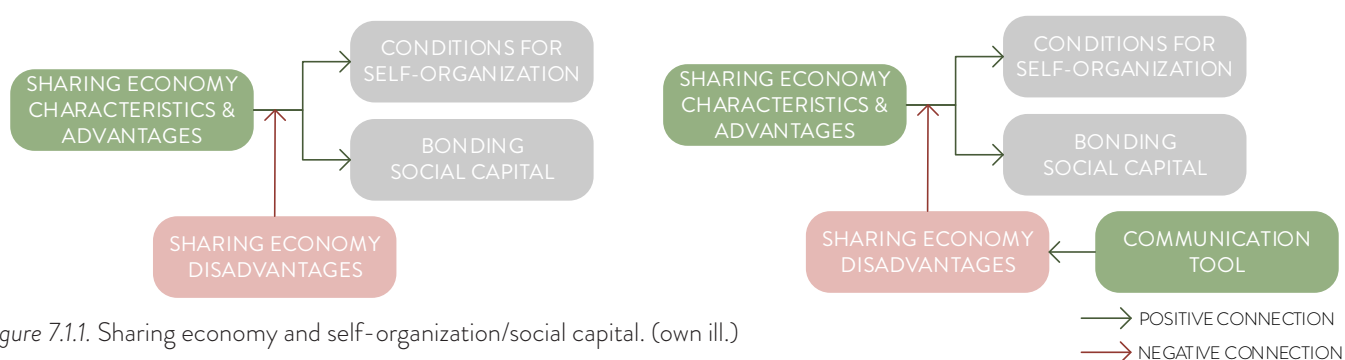 CONDITIONS FOR
SELF-ORGANIZATION
SHARING ECONOMY
CHARACTERISTICS &
ADVANTAGES
BONDING
SOCIAL CAPITAL
SHARING ECONOMY
DISADVANTAGES
CONDITIONS FOR
SELF-ORGANIZATION
SHARING ECONOMY
CHARACTERISTICS &
ADVANTAGES
BONDING
SOCIAL CAPITAL
SHARING ECONOMY
DISADVANTAGES
COMMUNICATION
TOOL
POSITIVE CONNECTION
NEGATIVE CONNECTION
gure 7.1.1. Sharing economy and self-organization/social capital. (own ill.)